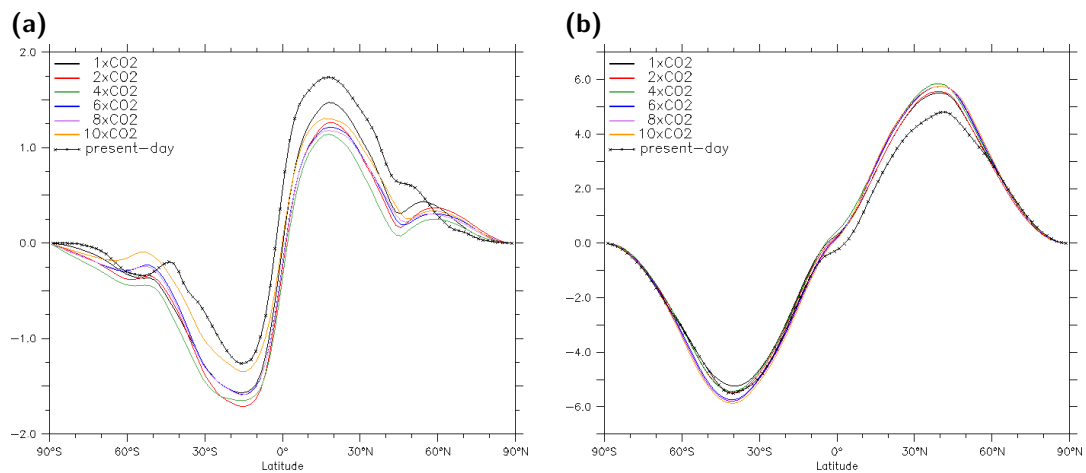 (a)
2.0
1.0
0.0
−1.0
−2.0
1xCO2
2xCO2
4xCO2
6xCO2
8xCO2
10xCO2
present−day
90°S 60°S 30°S 0° 30°N 60°N 90°N
Latitude
(b)
6.0
4.0
2.0
0.0
−2.0
−4.0
−6.0
1xCO2
2xCO2
4xCO2
6xCO2
8xCO2
10xCO2
present−day
90°S 60°S 30°S 0° 30°N 60°N 90°N
Latitude